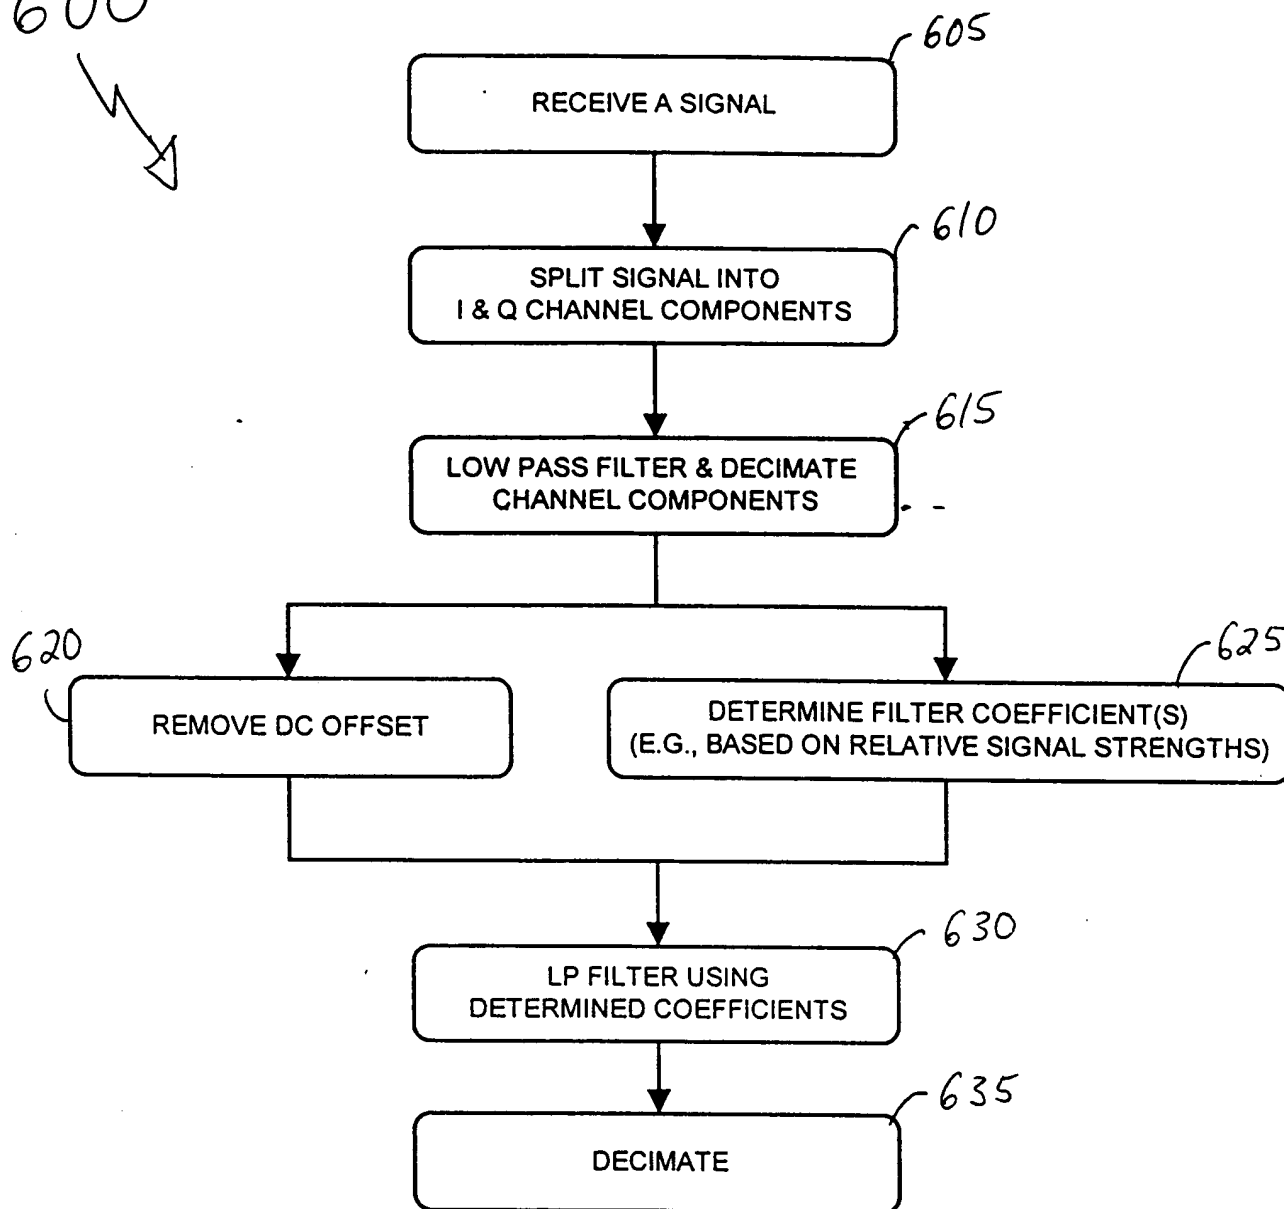 600
605
RECEIVE A SIGNAL
610
SPLIT SIGNAL INTO
I & Q CHANNEL COMPONENTS
615
LOW PASS FILTER & DECIMATE
CHANNEL COMPONENTS
620
REMOVE DC OFFSET
625
DETERMINE FILTER COEFFICIENT(S)
(E.G., BASED ON RELATIVE SIGNAL STRENGTHS)
630
LP FILTER USING
DETERMINED COEFFICIENTS
635
DECIMATE